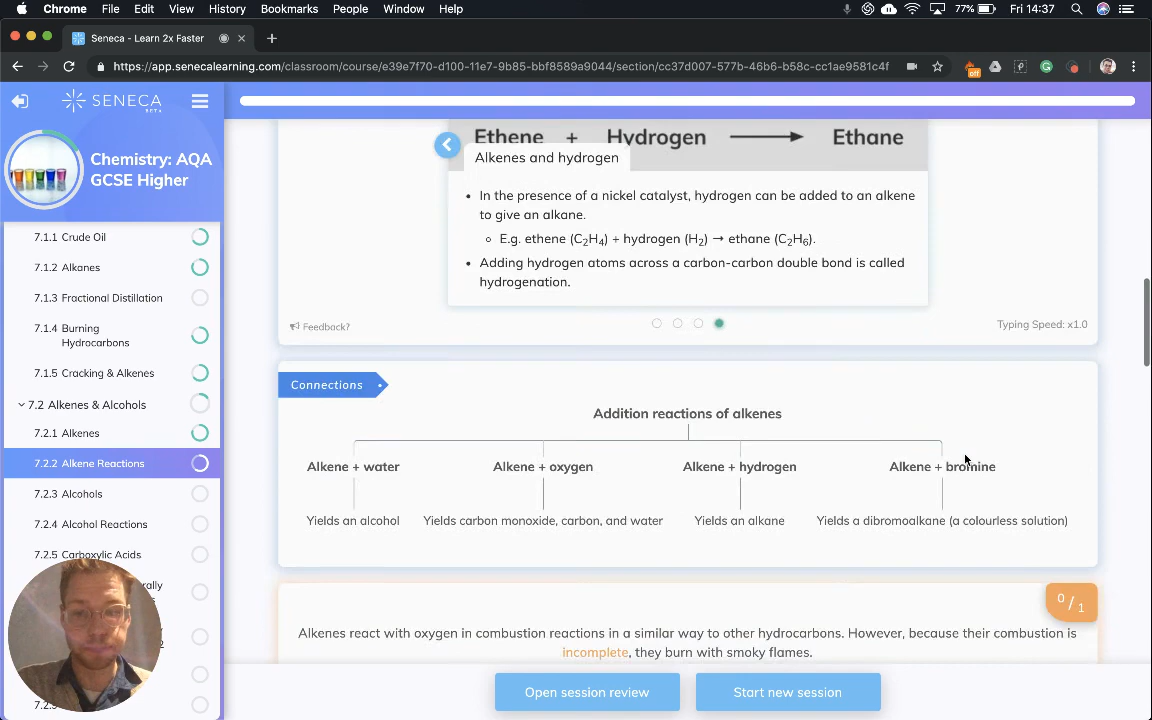 Chrome File Edit View History Bookmarks People Window Help 77% Fri 14:37
Seneca - Learn 2x Faster
https://app.senecalearning.com/classroom/course/e39e7f70-d100-11e7-9b85-bbf8589a9044/section/cc37d007-577b-46b6-b58c-cc1ae9581c4f
off
SENECA
BETA
Chemistry: AQA
GCSE Higher
7.1.1 Crude Oil
7.1.2 Alkanes
7.1.3 Fractional Distillation
7.1.4 Burning
Hydrocarbons
7.1.5 Cracking & Alkenes
7.2 Alkenes & Alcohols
7.2.1 Alkenes
7.2.2 Alkene Reactions
7.2.3 Alcohols
7.2.4 Alcohol Reactions
7.2.5 Carboxylic Acids
Ethene + Hydrogen → Ethane
Alkenes and hydrogen
• In the presence of a nickel catalyst, hydrogen can be added to an alkene
to give an alkane.
E.g. ethene (C₂H₄) + hydrogen (H₂) → ethane (C₂H₆).
• Adding hydrogen atoms across a carbon-carbon double bond is called
hydrogenation.
Feedback?
Typing Speed: x1.0
Connections
Addition reactions of alkenes
Alkene + water Alkene + oxygen Alkene + hydrogen Alkene + bromine
Yields an alcohol Yields carbon monoxide, carbon, and water Yields an alkane Yields a dibromoalkane (a colourless solution)
0 / 1
Alkenes react with oxygen in combustion reactions in a similar way to other hydrocarbons. However, because their combustion is
incomplete, they burn with smoky flames.
Open session review
Start new session